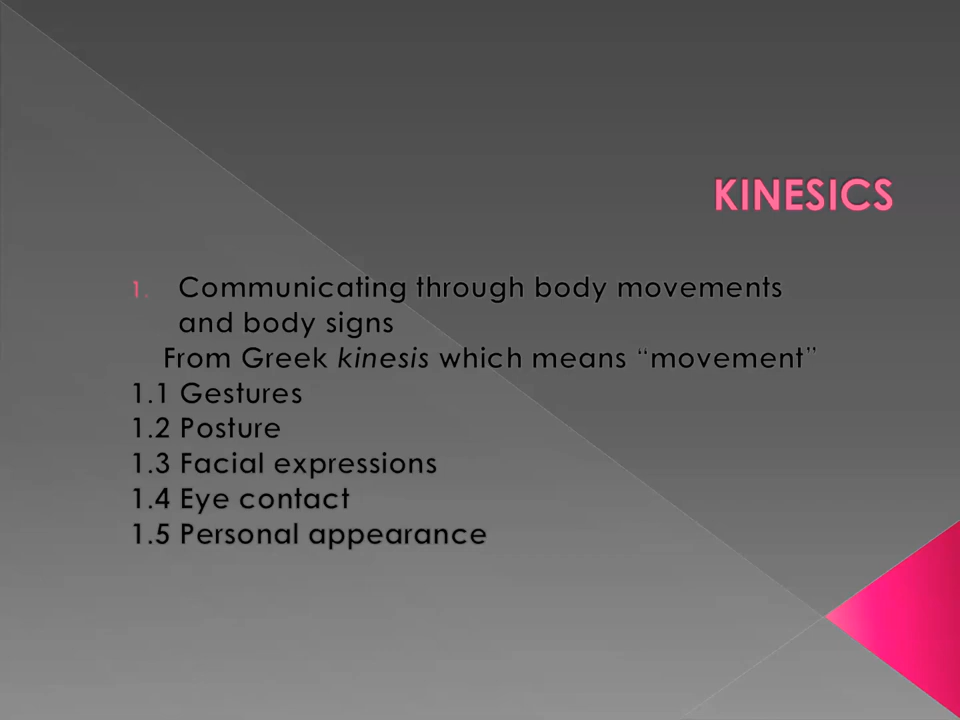 KINESICS
1. Communicating through body movements
and body signs
From Greek kinesis which means “movement”
1.1 Gestures
1.2 Posture
1.3 Facial expressions
1.4 Eye contact
1.5 Personal appearance